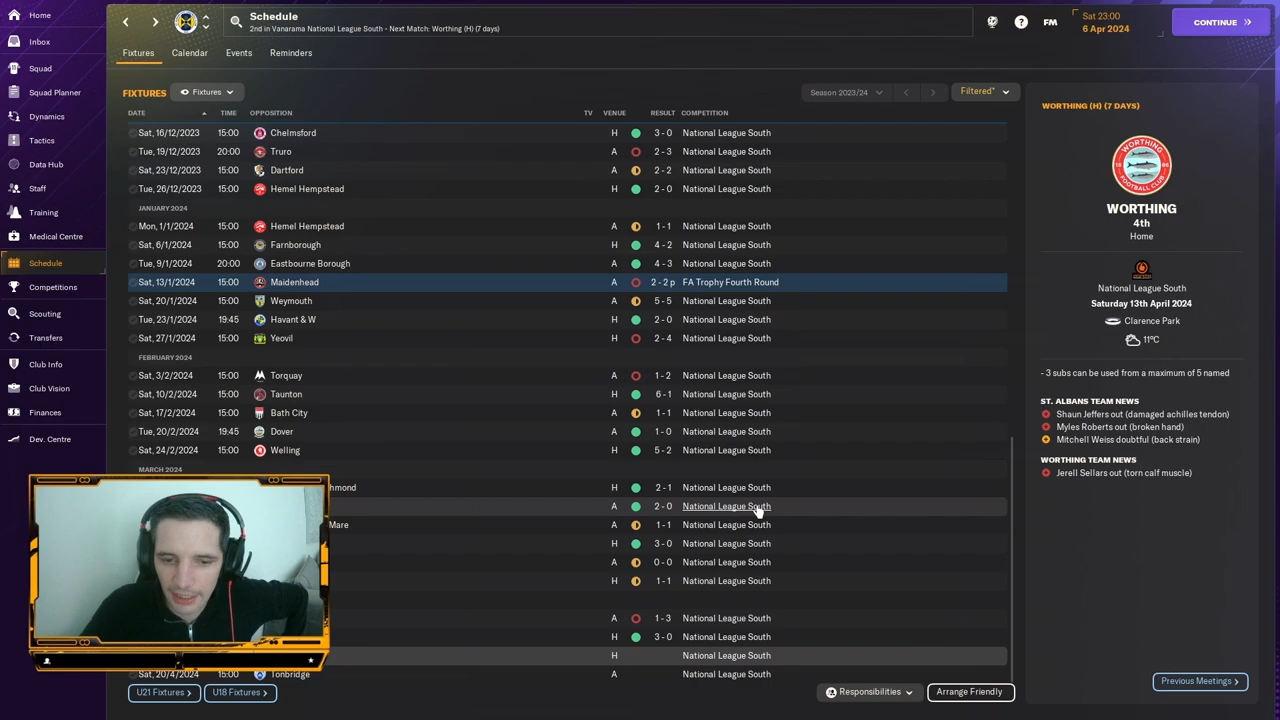 Home
Inbox
Squad
Squad Planner
Dynamics
Tactics
Data Hub
Staff
Training
Medical Centre
Schedule
Competitions
Scouting
Transfers
Club Info
Club Vision
Finances
Dev. Centre
Schedule
2nd in Vanarama National League South - Next Match: Worthing (H) (7 days)
FM
Sat 23:00
6 Apr 2024
CONTINUE
Fixtures
Calendar
Events
Reminders
FIXTURES
Fixtures
Season 2023/24
Filtered*
DATE TIME OPPOSITION TV VENUE RESULT COMPETITION
Sat, 16/12/2023 15:00 Chelmsford H 3 - 0 National League South
Tue, 19/12/2023 20:00 Truro A 2 - 3 National League South
Sat, 23/12/2023 15:00 Dartford A 2 - 2 National League South
Tue, 26/12/2023 15:00 Hemel Hempstead H 2 - 0 National League South
JANUARY 2024
Mon, 1/1/2024 15:00 Hemel Hempstead A 1 - 1 National League South
Sat, 6/1/2024 15:00 Farnborough H 4 - 2 National League South
Tue, 9/1/2024 20:00 Eastbourne Borough A 4 - 3 National League South
Sat, 13/1/2024 15:00 Maidenhead A 2 - 2 p FA Trophy Fourth Round
Sat, 20/1/2024 15:00 Weymouth A 5 - 5 National League South
Tue, 23/1/2024 19:45 Havant & W H 2 - 0 National League South
Sat, 27/1/2024 15:00 Yeovil H 2 - 4 National League South
FEBRUARY 2024
Sat, 3/2/2024 15:00 Torquay A 1 - 2 National League South
Sat, 10/2/2024 15:00 Taunton H 6 - 1 National League South
Sat, 17/2/2024 15:00 Bath City A 1 - 1 National League South
Tue, 20/2/2024 19:45 Dover A 1 - 0 National League South
Sat, 24/2/2024 15:00 Welling H 5 - 2 National League South
MARCH 2024
hmond H 2 - 1 National League South
A 2 - 0 National League South
Mare A 1 - 1 National League South
H 3 - 0 National League South
A 0 - 0 National League South
H 1 - 1 National League South
A 1 - 3 National League South
H 3 - 0 National League South
H National League South
Sat, 20/4/2024 15:00 Tonbridge A National League South
U21 Fixtures
U18 Fixtures
Responsibilities
Arrange Friendly
WORTHING (H) (7 DAYS)
WORTHING
18 86
FOOTBALL CLUB
WORTHING
4th
Home
National League South
Saturday 13th April 2024
Clarence Park
11°C
- 3 subs can be used from a maximum of 5 named
ST. ALBANS TEAM NEWS
Shaun Jeffers out (damaged achilles tendon)
Myles Roberts out (broken hand)
Mitchell Weiss doubtful (back strain)
WORTHING TEAM NEWS
Jerell Sellars out (torn calf muscle)
Previous Meetings